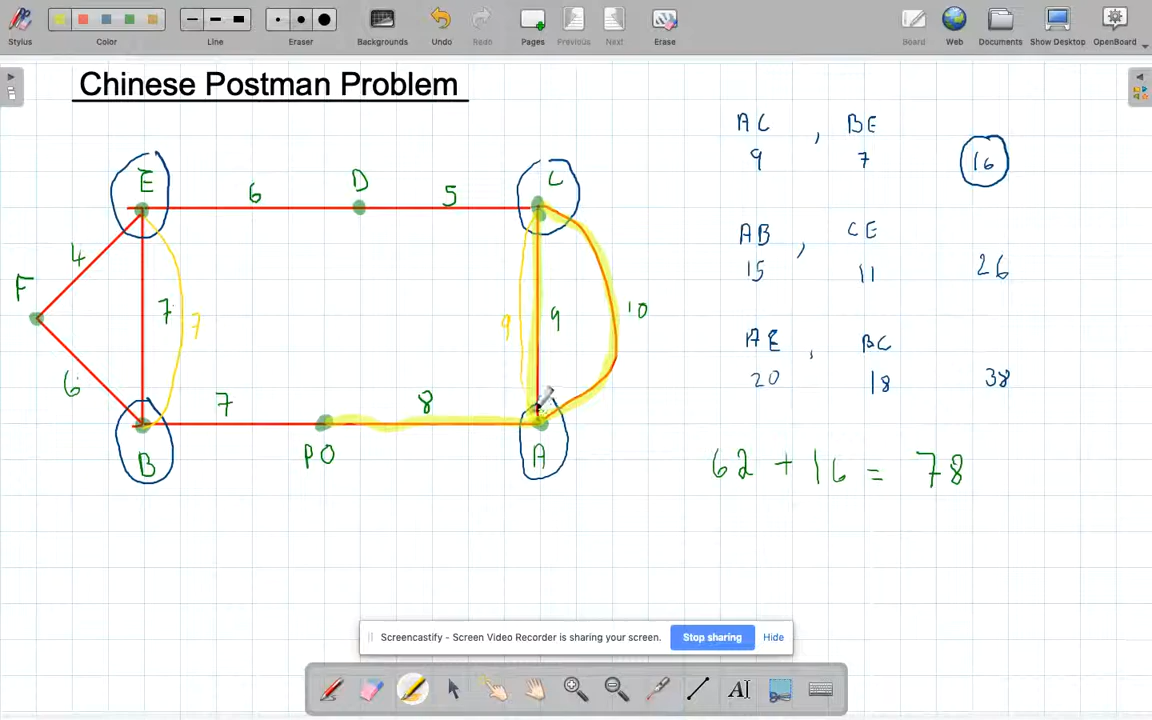 Stylus Color Line Eraser Backgrounds Undo Redo Pages Previous Next Erase Board Web Documents Show Desktop OpenBoard
Chinese Postman Problem
AC , BE
9 7 16
AB , CE
15 11 26
AE , BC
20 18 38
62 + 16 = 78
E 6 D 5 C
4
F
7 7 9 9 10
6
7 8
B PO A
Screencastify - Screen Video Recorder is sharing your screen. Stop sharing Hide
A